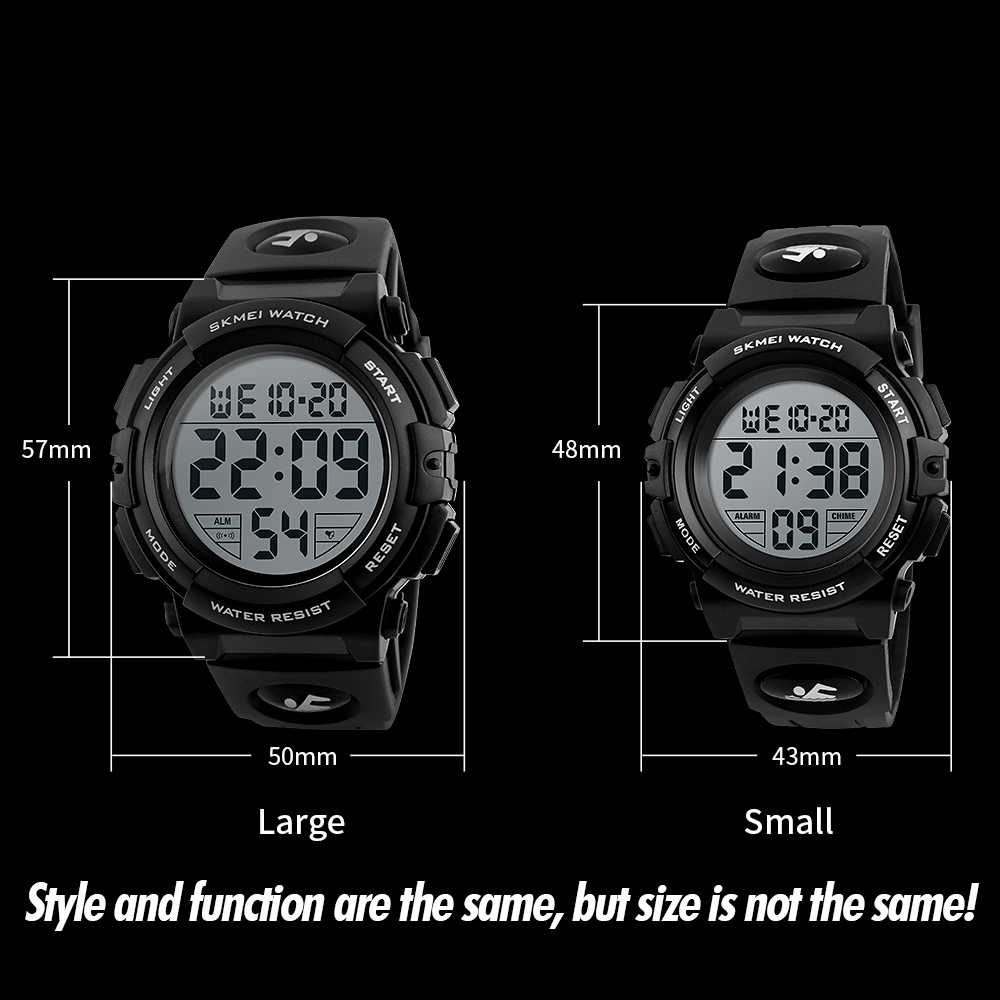 SKMEI WATCH
LIGHT
START
WE 10-20
22:09
ALM
54
MODE
RESET
WATER RESIST
57mm
50mm
Large
SKMEI WATCH
LIGHT
START
WE 10-20
21:38
ALARM
CHIME
09
MODE
RESET
WATER RESIST
48mm
43mm
Small
Style and function are the same, but size is not the same!